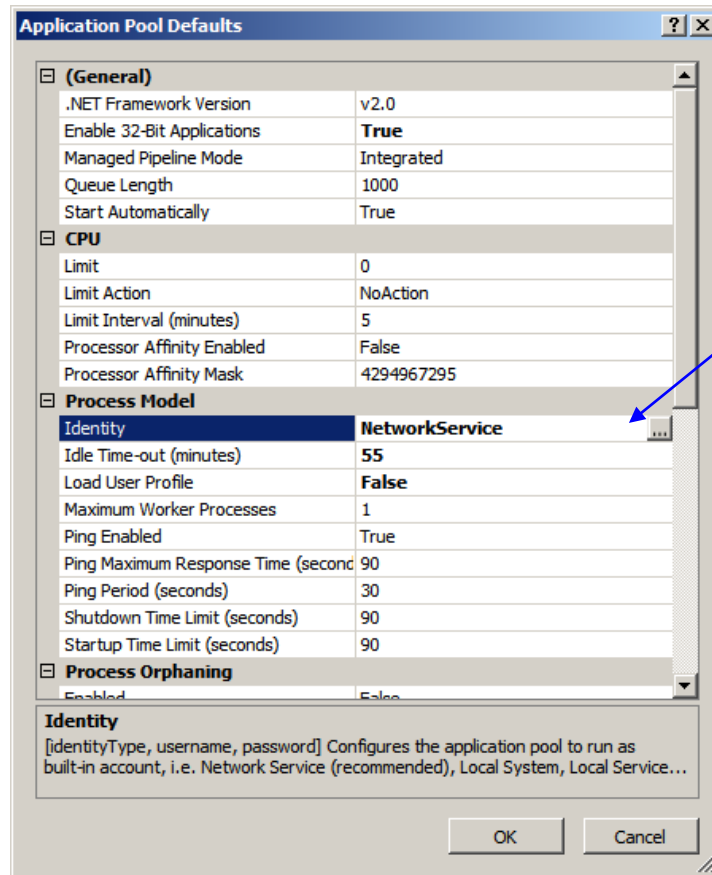 Application Pool Defaults
(General)
.NET Framework Version v2.0
Enable 32-Bit Applications True
Managed Pipeline Mode Integrated
Queue Length 1000
Start Automatically True
CPU
Limit 0
Limit Action NoAction
Limit Interval (minutes) 5
Processor Affinity Enabled False
Processor Affinity Mask 4294967295
Process Model
Identity NetworkService ...
Idle Time-out (minutes) 55
Load User Profile False
Maximum Worker Processes 1
Ping Enabled True
Ping Maximum Response Time (second 90
Ping Period (seconds) 30
Shutdown Time Limit (seconds) 90
Startup Time Limit (seconds) 90
Process Orphaning
Enabled False
Identity
[identityType, username, password] Configures the application pool to run as
built-in account, i.e. Network Service (recommended), Local System, Local Service...
OK Cancel